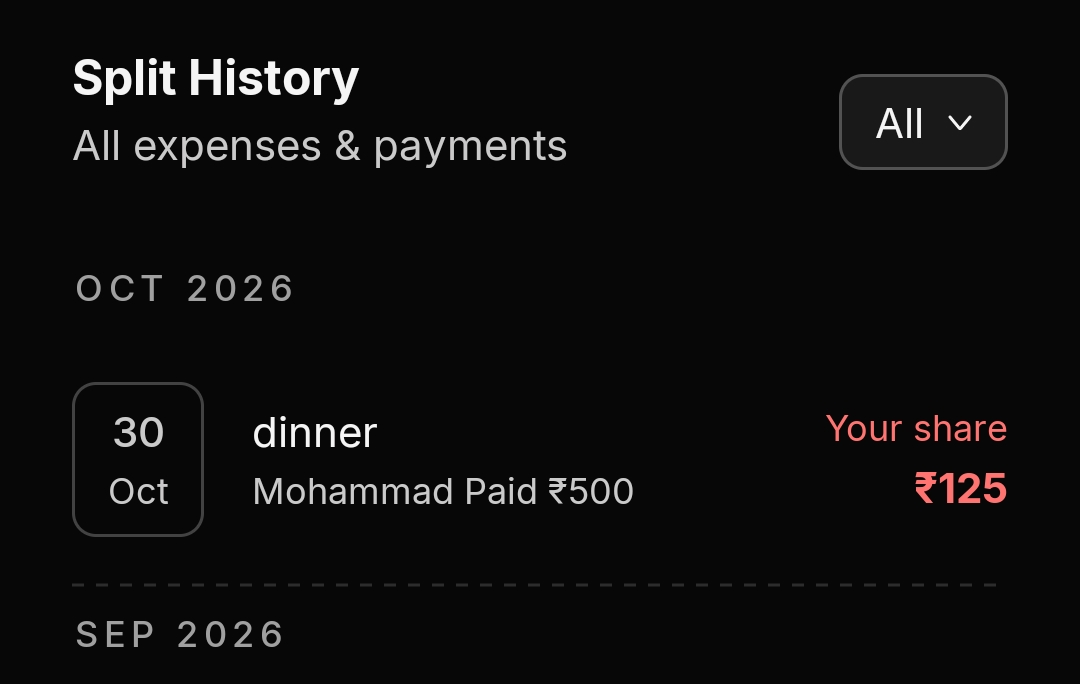 Split History
All expenses & payments
All
OCT 2026
30
Oct
dinner
Mohammad Paid ₹500
Your share
₹125
SEP 2026